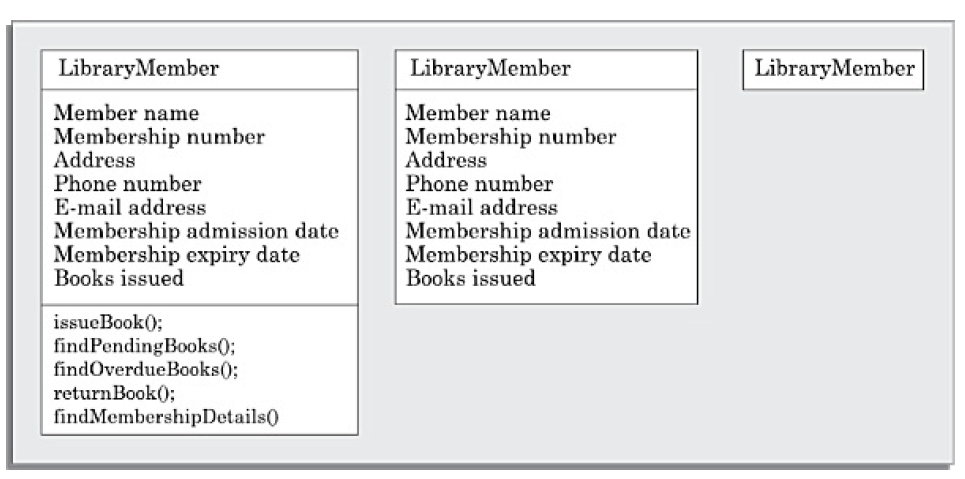 LibraryMember
Member name
Membership number
Address
Phone number
E-mail address
Membership admission date
Membership expiry date
Books issued
issueBook();
findPendingBooks();
findOverdueBooks();
returnBook();
findMembershipDetails()
LibraryMember
Member name
Membership number
Address
Phone number
E-mail address
Membership admission date
Membership expiry date
Books issued
LibraryMember